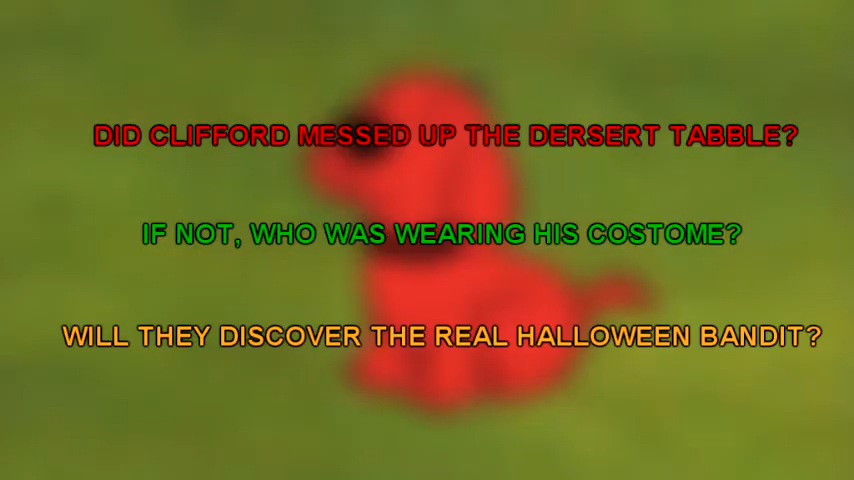 DID CLIFFORD MESSED UP THE DERSERT TABBLE?
IF NOT, WHO WAS WEARING HIS COSTOME?
WILL THEY DISCOVER THE REAL HALLOWEEN BANDIT?